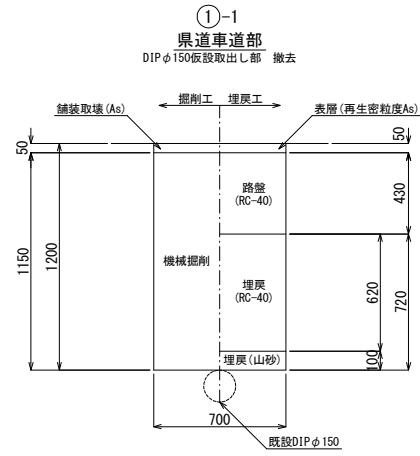 ①-1
県道車道部
DIPφ150仮設取出し部 撤去
掘削工 埋戻工
舗装取壊(As)
表層(再生密粒度As)
50
50
路盤
(RC-40)
430
1150
1200
機械掘削
埋戻
(RC-40)
620
720
埋戻(山砂)
100
700
既設DIPφ150